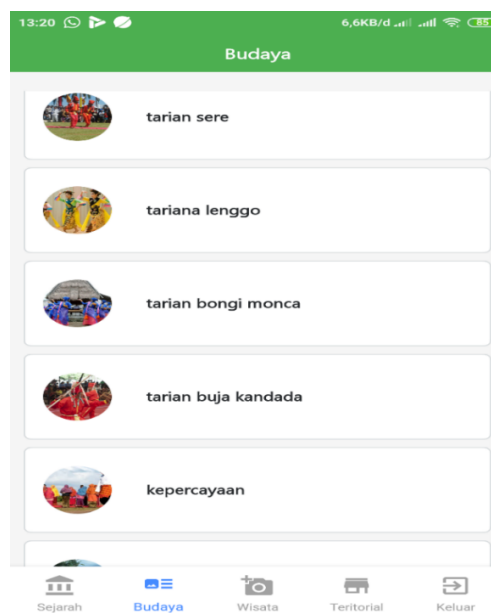 13:20 6,6KB/d 85
Budaya
tarian sere
tariana lenggo
tarian bongi monca
tarian buja kandada
kepercayaan
Sejarah Budaya Wisata Teritorial Keluar